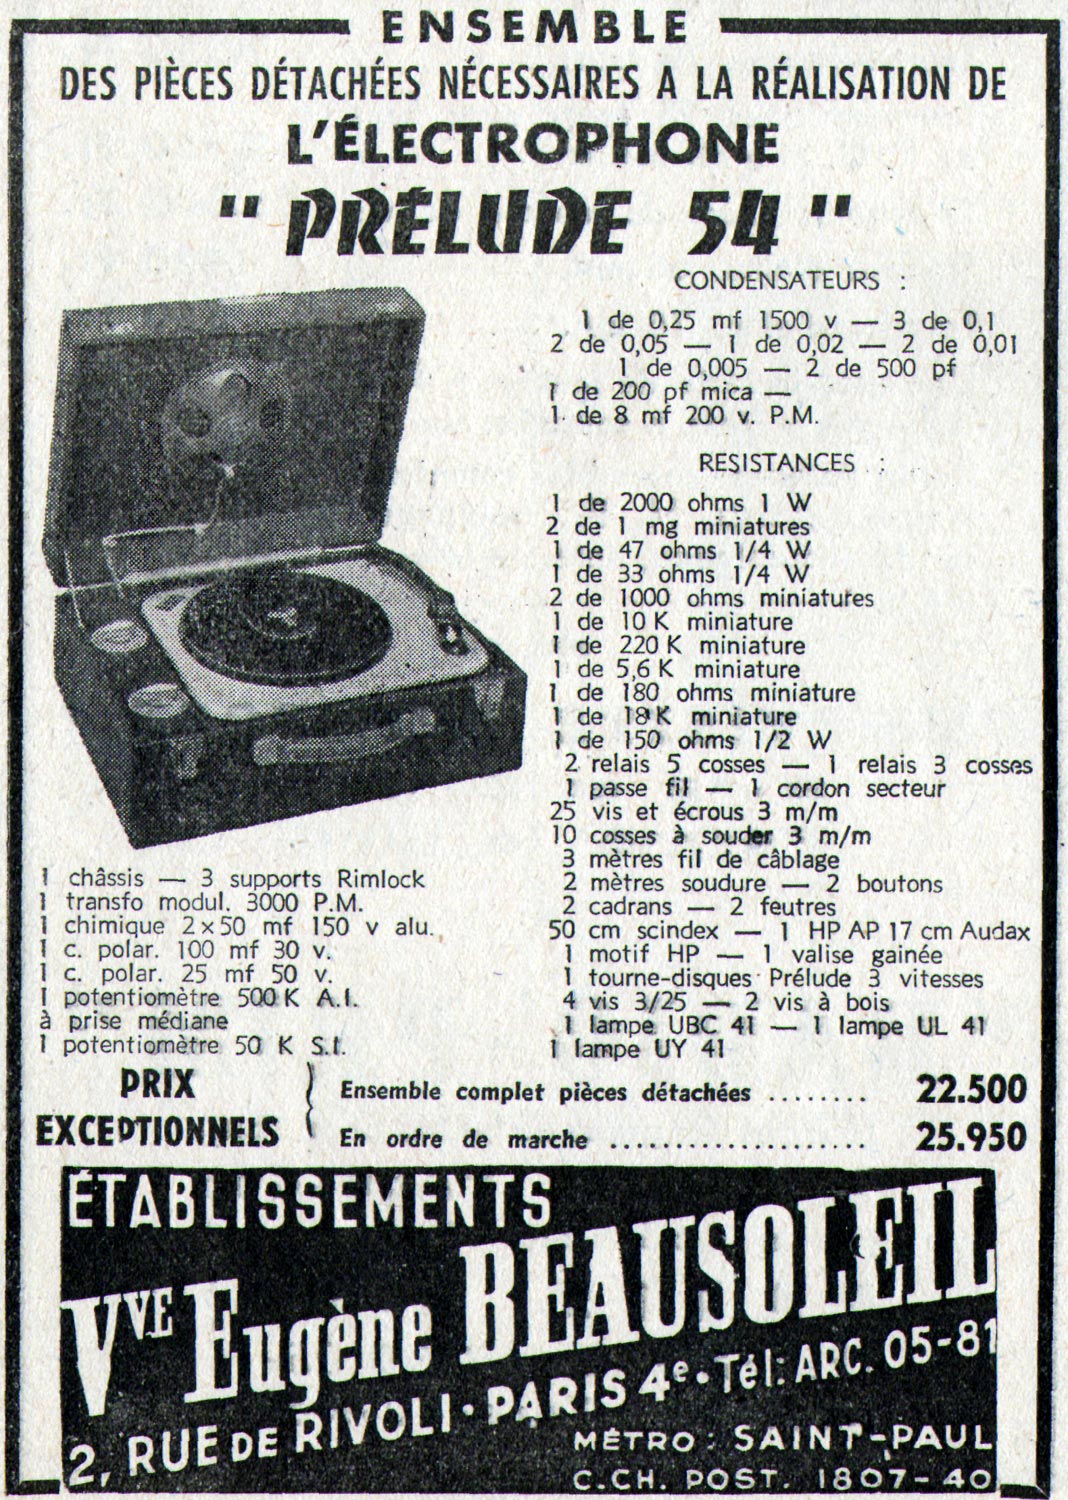 ENSEMBLE
DES PIÈCES DÉTACHÉES NÉCESSAIRES A LA RÉALISATION DE
L'ÉLECTROPHONE
" PRÉLUDE 54 "
CONDENSATEURS :
1 de 0,25 mf 1500 v — 3 de 0,1
2 de 0,05 — 1 de 0,02 — 2 de 0,01
1 de 0,005 — 2 de 500 pf
1 de 200 pf mica —
1 de 8 mf 200 v. P.M.
RESISTANCES :
1 de 2000 ohms 1 W
2 de 1 mg miniatures
1 de 47 ohms 1/4 W
1 de 33 ohms 1/4 W
2 de 1000 ohms miniatures
1 de 10 K miniature
1 de 220 K miniature
1 de 5,6 K miniature
1 de 180 ohms miniature
1 de 18 K miniature
1 de 150 ohms 1/2 W
2 relais 5 cosses — 1 relais 3 cosses
1 passe fil — 1 cordon secteur
25 vis et écrous 3 m/m
10 cosses à souder 3 m/m
3 mètres fil de câblage
2 mètres soudure — 2 boutons
2 cadrans — 2 feutres
50 cm scindex — 1 HP AP 17 cm Audax
1 motif HP — 1 valise gainée
1 tourne-disques Prélude 3 vitesses
4 vis 3/25 — 2 vis à bois
1 lampe UBC 41 — 1 lampe UL 41
1 lampe UY 41
1 châssis — 3 supports Rimlock
1 transfo modul. 3000 P.M.
1 chimique 2×50 mf 150 v alu.
1 c. polar. 100 mf 30 v.
1 c. polar. 25 mf 50 v.
1 potentiomètre 500 K A.I.
à prise médiane
1 potentiomètre 50 K S.I.
PRIX
EXCEPTIONNELS
Ensemble complet pièces détachées ........ 22.500
En ordre de marche ................... 25.950
ÉTABLISSEMENTS
Vve Eugène BEAUSOLEIL
2, RUE DE RIVOLI • PARIS 4e • Tél: ARC. 05-81
MÉTRO : SAINT-PAUL
C.CH. POST. 1807-40